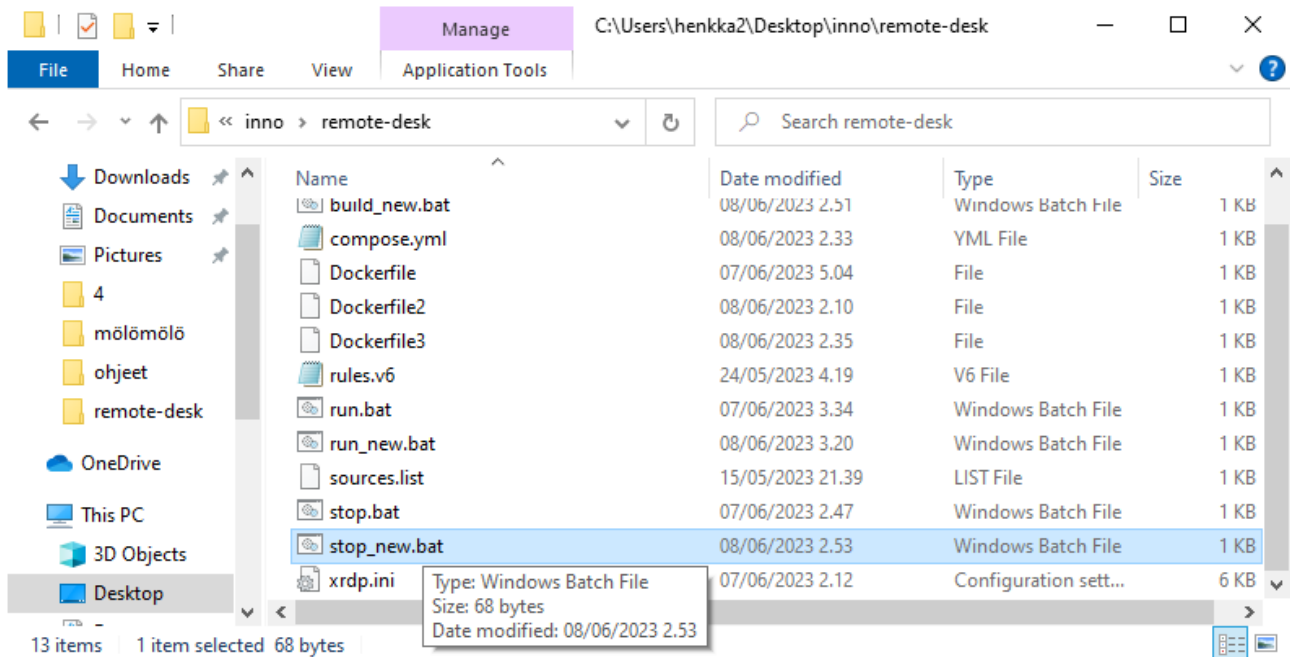 Manage
C:\Users\henkka2\Desktop\inno\remote-desk
File
Home
Share
View
Application Tools
« inno › remote-desk
Search remote-desk
Downloads
Documents
Pictures
4
mölömölö
ohjeet
remote-desk
OneDrive
This PC
3D Objects
Desktop
Name Date modified Type Size
build_new.bat 08/06/2023 2.51 Windows Batch File 1 KB
compose.yml 08/06/2023 2.33 YML File 1 KB
Dockerfile 07/06/2023 5.04 File 1 KB
Dockerfile2 08/06/2023 2.10 File 1 KB
Dockerfile3 08/06/2023 2.35 File 1 KB
rules.v6 24/05/2023 4.19 V6 File 1 KB
run.bat 07/06/2023 3.34 Windows Batch File 1 KB
run_new.bat 08/06/2023 3.20 Windows Batch File 1 KB
sources.list 15/05/2023 21.39 LIST File 1 KB
stop.bat 07/06/2023 2.47 Windows Batch File 1 KB
stop_new.bat 08/06/2023 2.53 Windows Batch File 1 KB
xrdp.ini 07/06/2023 2.12 Configuration sett... 6 KB
Type: Windows Batch File
Size: 68 bytes
Date modified: 08/06/2023 2.53
13 items 1 item selected 68 bytes